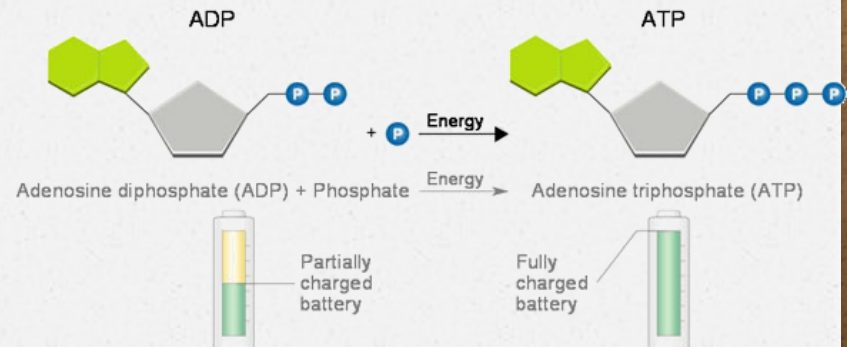 ADP
ATP
P P
P P P
+ P Energy
Adenosine diphosphate (ADP) + Phosphate Energy Adenosine triphosphate (ATP)
Partially
charged
battery
Fully
charged
battery